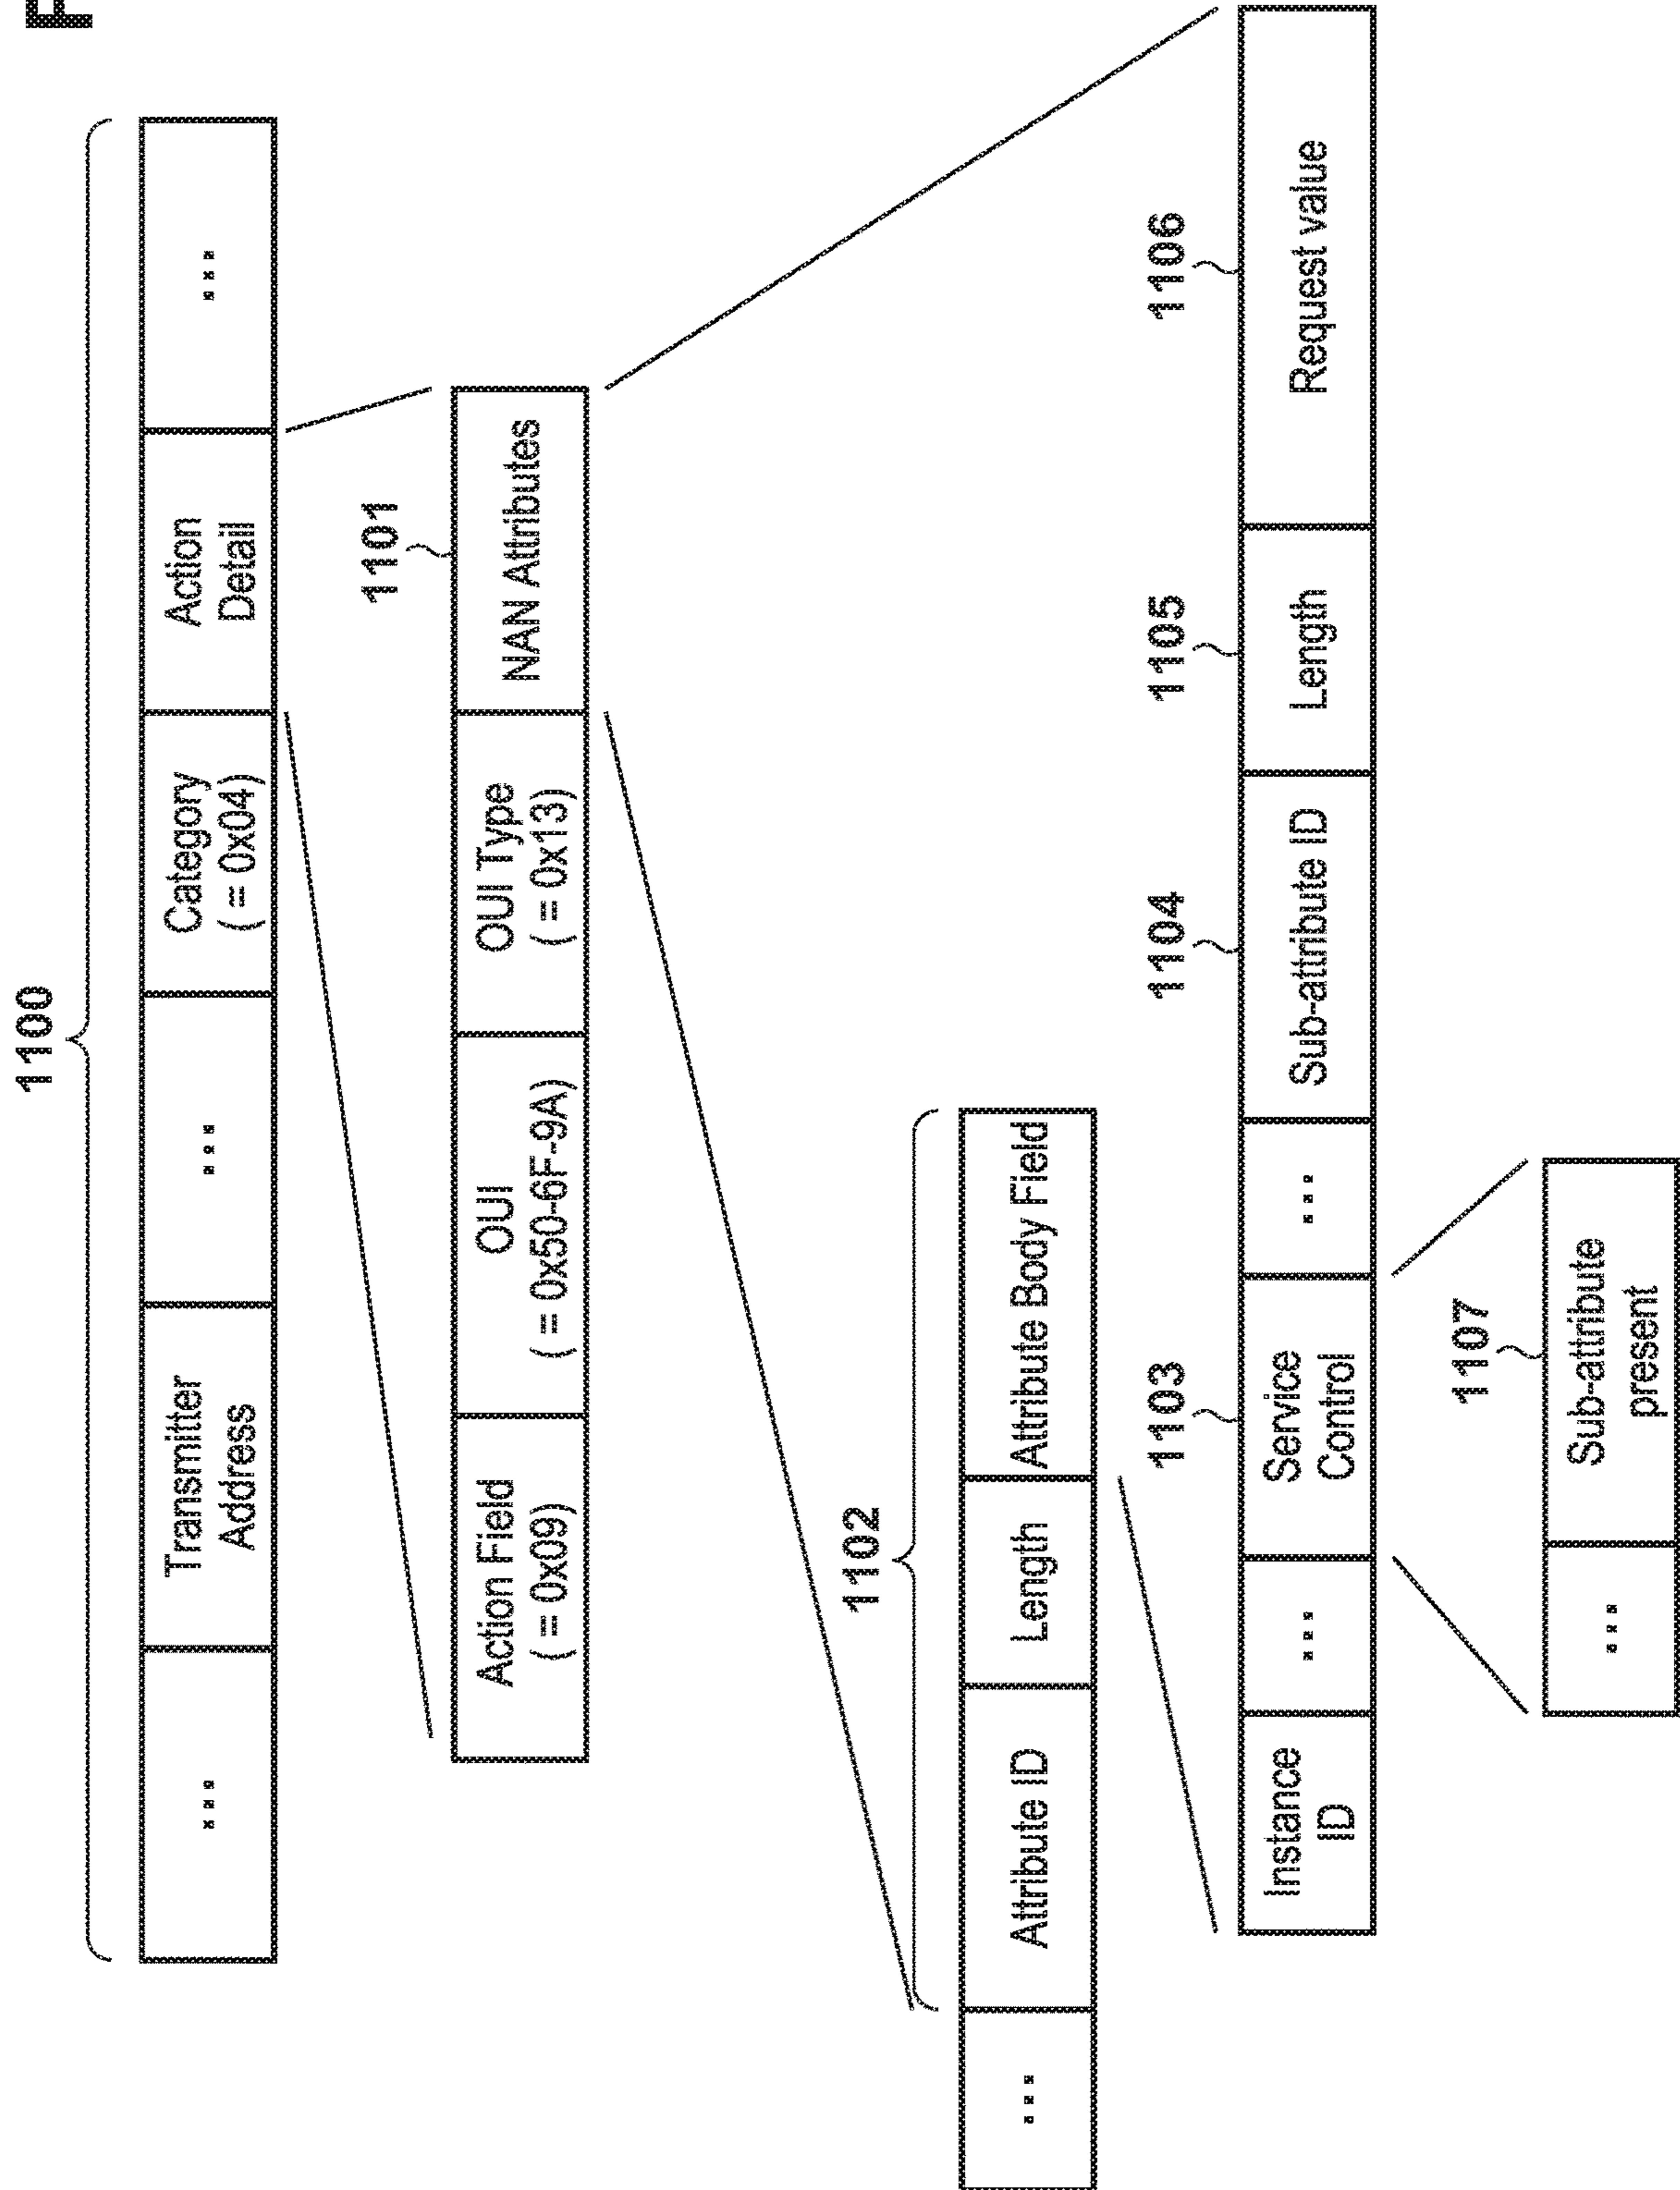 F
1100
...
Transmitter
Address
...
Category
( = 0x04)
Action
Detail
...
1101
Action Field
( = 0x09)
OUI
( = 0x50-6F-9A)
OUI Type
( = 0x13)
NAN Attributes
1102
...
Attribute ID
Length
Attribute Body Field
1103
1104
1105
1106
Instance
ID
...
Service
Control
...
Sub-attribute ID
Length
Request value
1107
...
Sub-attribute
present